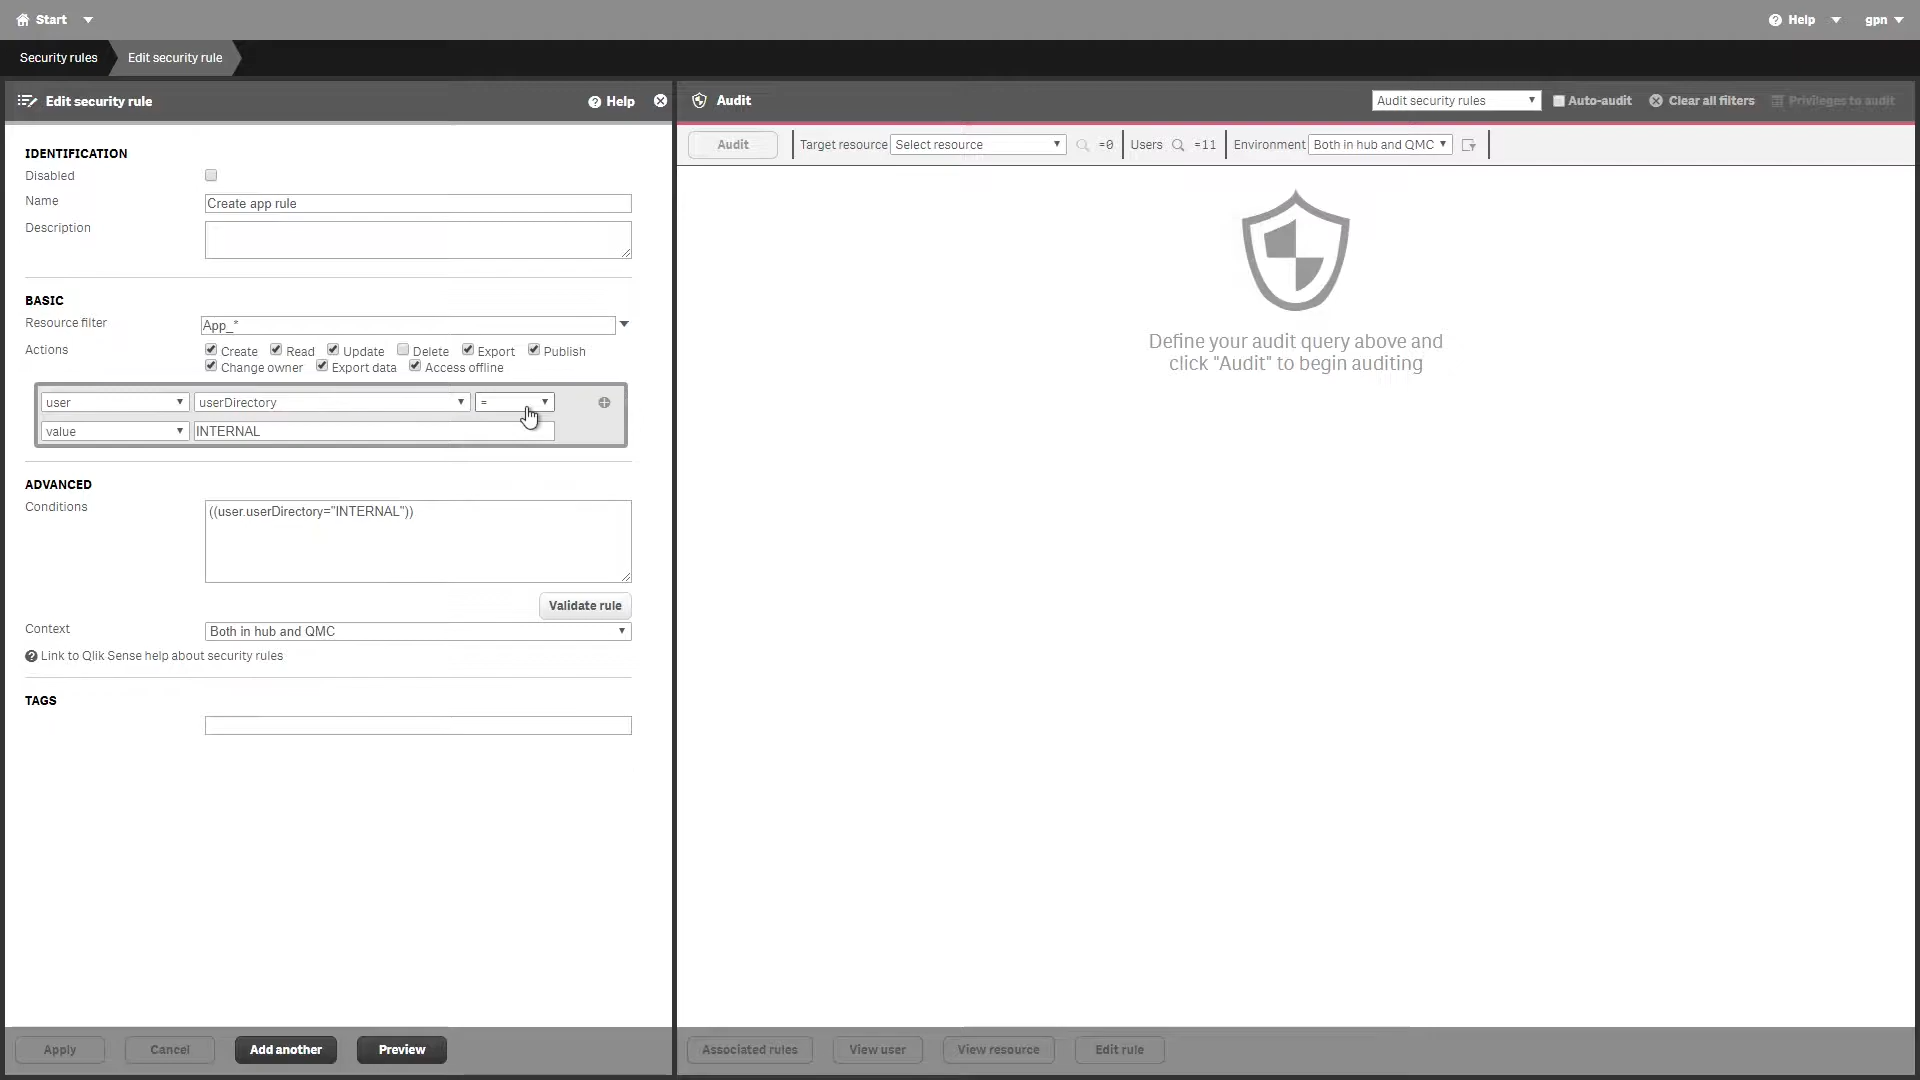 Start
Help
gpn
Security rules
Edit security rule
Edit security rule
Help
IDENTIFICATION
Disabled
Name
Create app rule
Description
BASIC
Resource filter
App_*
Actions
Create Read Update Delete Export Publish
Change owner Export data Access offline
user userDirectory =
value INTERNAL
ADVANCED
Conditions
((user.userDirectory="INTERNAL"))
Validate rule
Context
Both in hub and QMC
Link to Qlik Sense help about security rules
TAGS
Apply Cancel Add another Preview
Audit
Audit security rules
Auto-audit
Clear all filters
Privileges to audit
Audit
Target resource Select resource =0
Users =11
Environment Both in hub and QMC
Define your audit query above and
click "Audit" to begin auditing
Associated rules View user View resource Edit rule